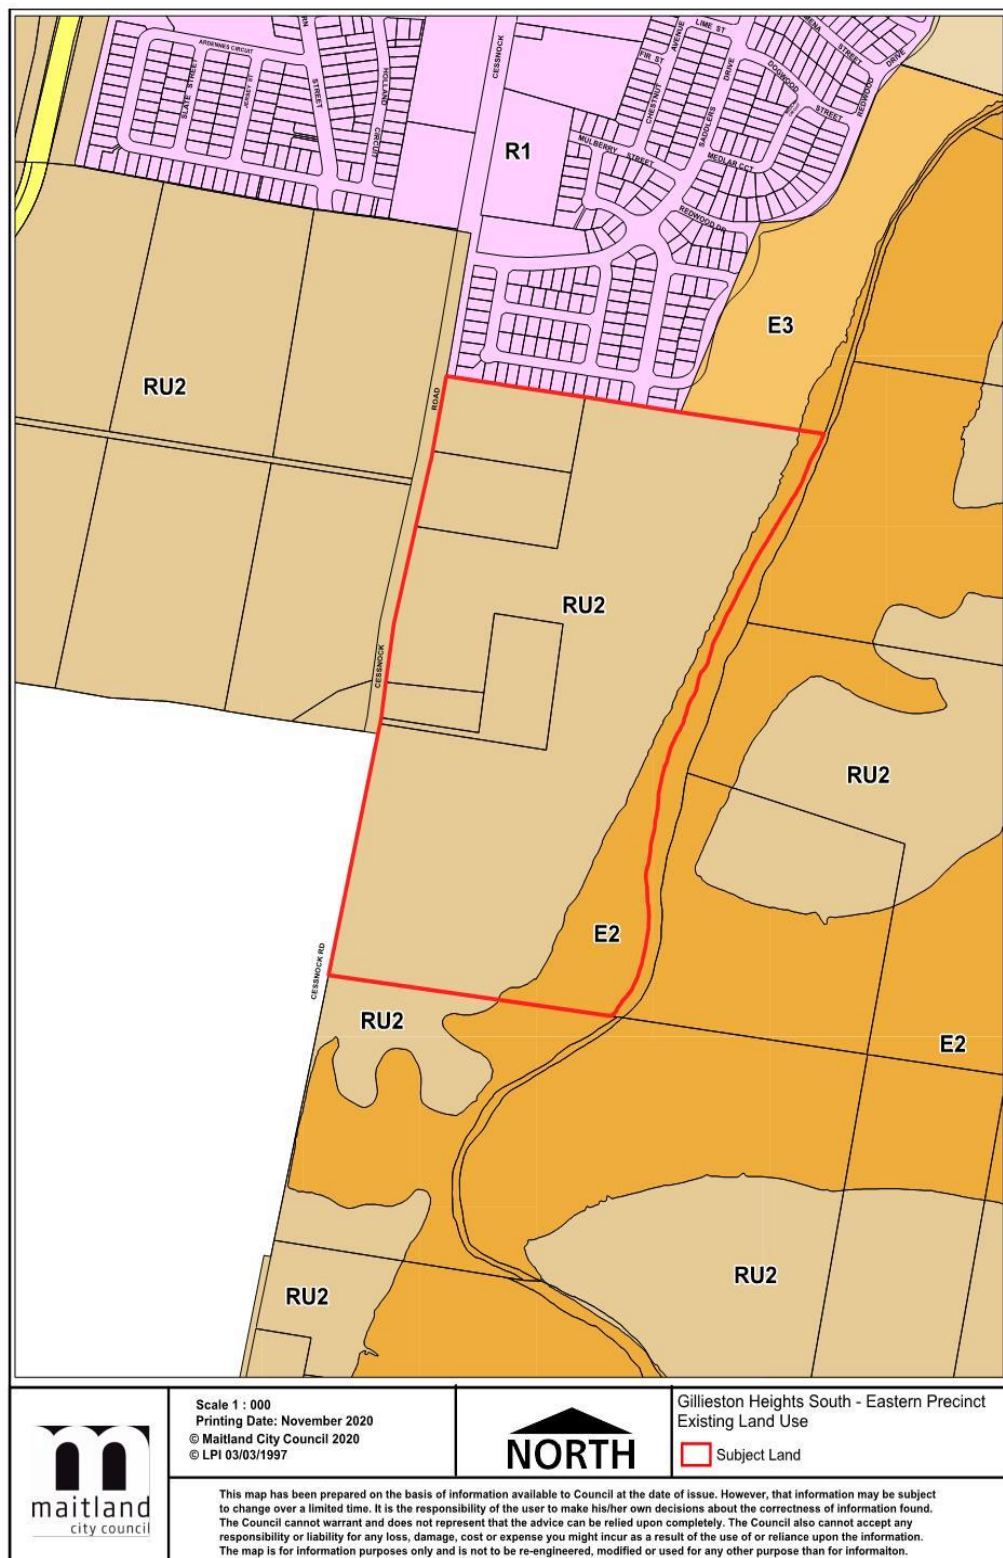 ARDENNES CIRCUIT
SLATE STREET
STREET
HOLLAND
CIRCUIT
CESSNOCK
LIME ST
FIR ST
AVENUE
CHESTNUT
DRIVE
SADDLERS
DOGWOOD
STREET
STREET
REDWOOD
DRIVE
R1
MULBERRY STREET
MEDLAR CCT
REDWOOD DR
E3
RU2
ROAD
RU2
CESSNOCK
RU2
E2
CESSNOCK RD
RU2
E2
RU2
RU2
maitland
city council
Scale 1 : 000
Printing Date: November 2020
© Maitland City Council 2020
© LPI 03/03/1997
NORTH
Gillieston Heights South - Eastern Precinct
Existing Land Use
Subject Land
This map has been prepared on the basis of information available to Council at the date of issue. However, that information may be subject
to change over a limited time. It is the responsibility of the user to make his/her own decisions about the correctness of information found.
The Council cannot warrant and does not represent that the advice can be relied upon completely. The Council also cannot accept any
responsibility or liability for any loss, damage, cost or expense you might incur as a result of the use of or reliance upon the information.
The map is for information purposes only and is not to be re-engineered, modified or used for any other purpose than for informaiton.